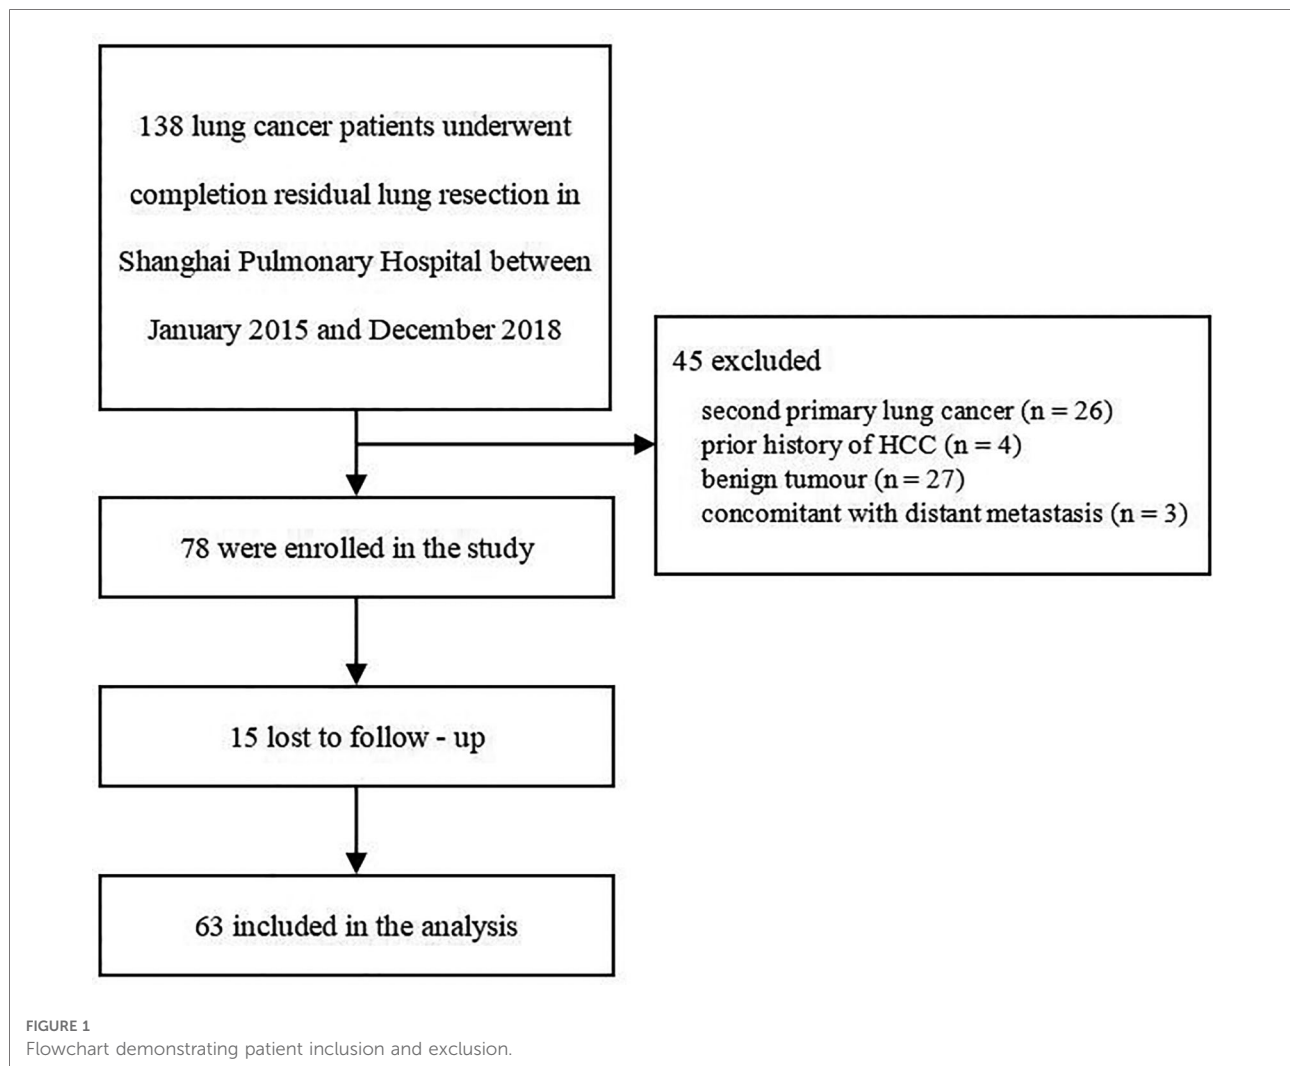 138 lung cancer patients underwent
completion residual lung resection in
Shanghai Pulmonary Hospital between
January 2015 and December 2018
45 excluded
second primary lung cancer (n = 26)
prior history of HCC (n = 4)
benign tumour (n = 27)
concomitant with distant metastasis (n = 3)
78 were enrolled in the study
15 lost to follow - up
63 included in the analysis
FIGURE 1
Flowchart demonstrating patient inclusion and exclusion.